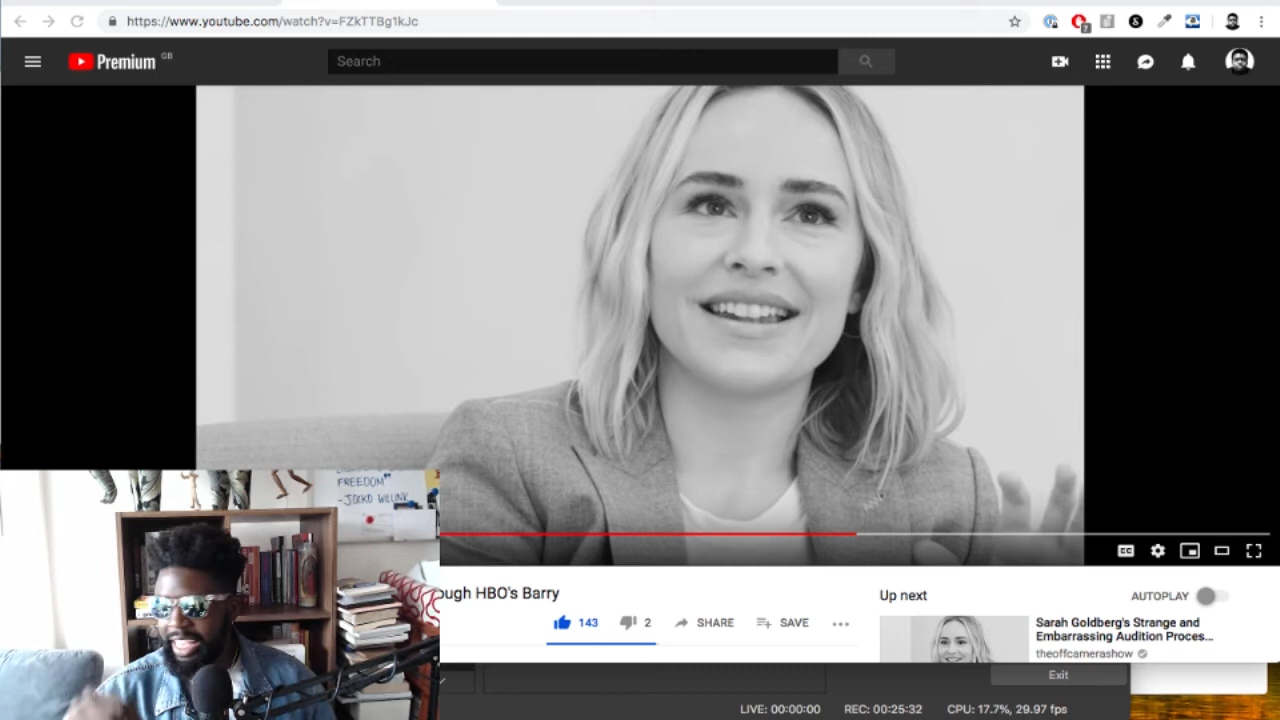 https://www.youtube.com/watch?v=FZkTTBg1kJc
Premium GB
Search
FREEDOM"
-JOCKO WILLINK
ough HBO's Barry
143
2
SHARE
SAVE
Up next
AUTOPLAY
Sarah Goldberg's Strange and
Embarrassing Audition Proces...
theoffcamerashow
Exit
LIVE: 00:00:00
REC: 00:25:32
CPU: 17.7%, 29.97 fps